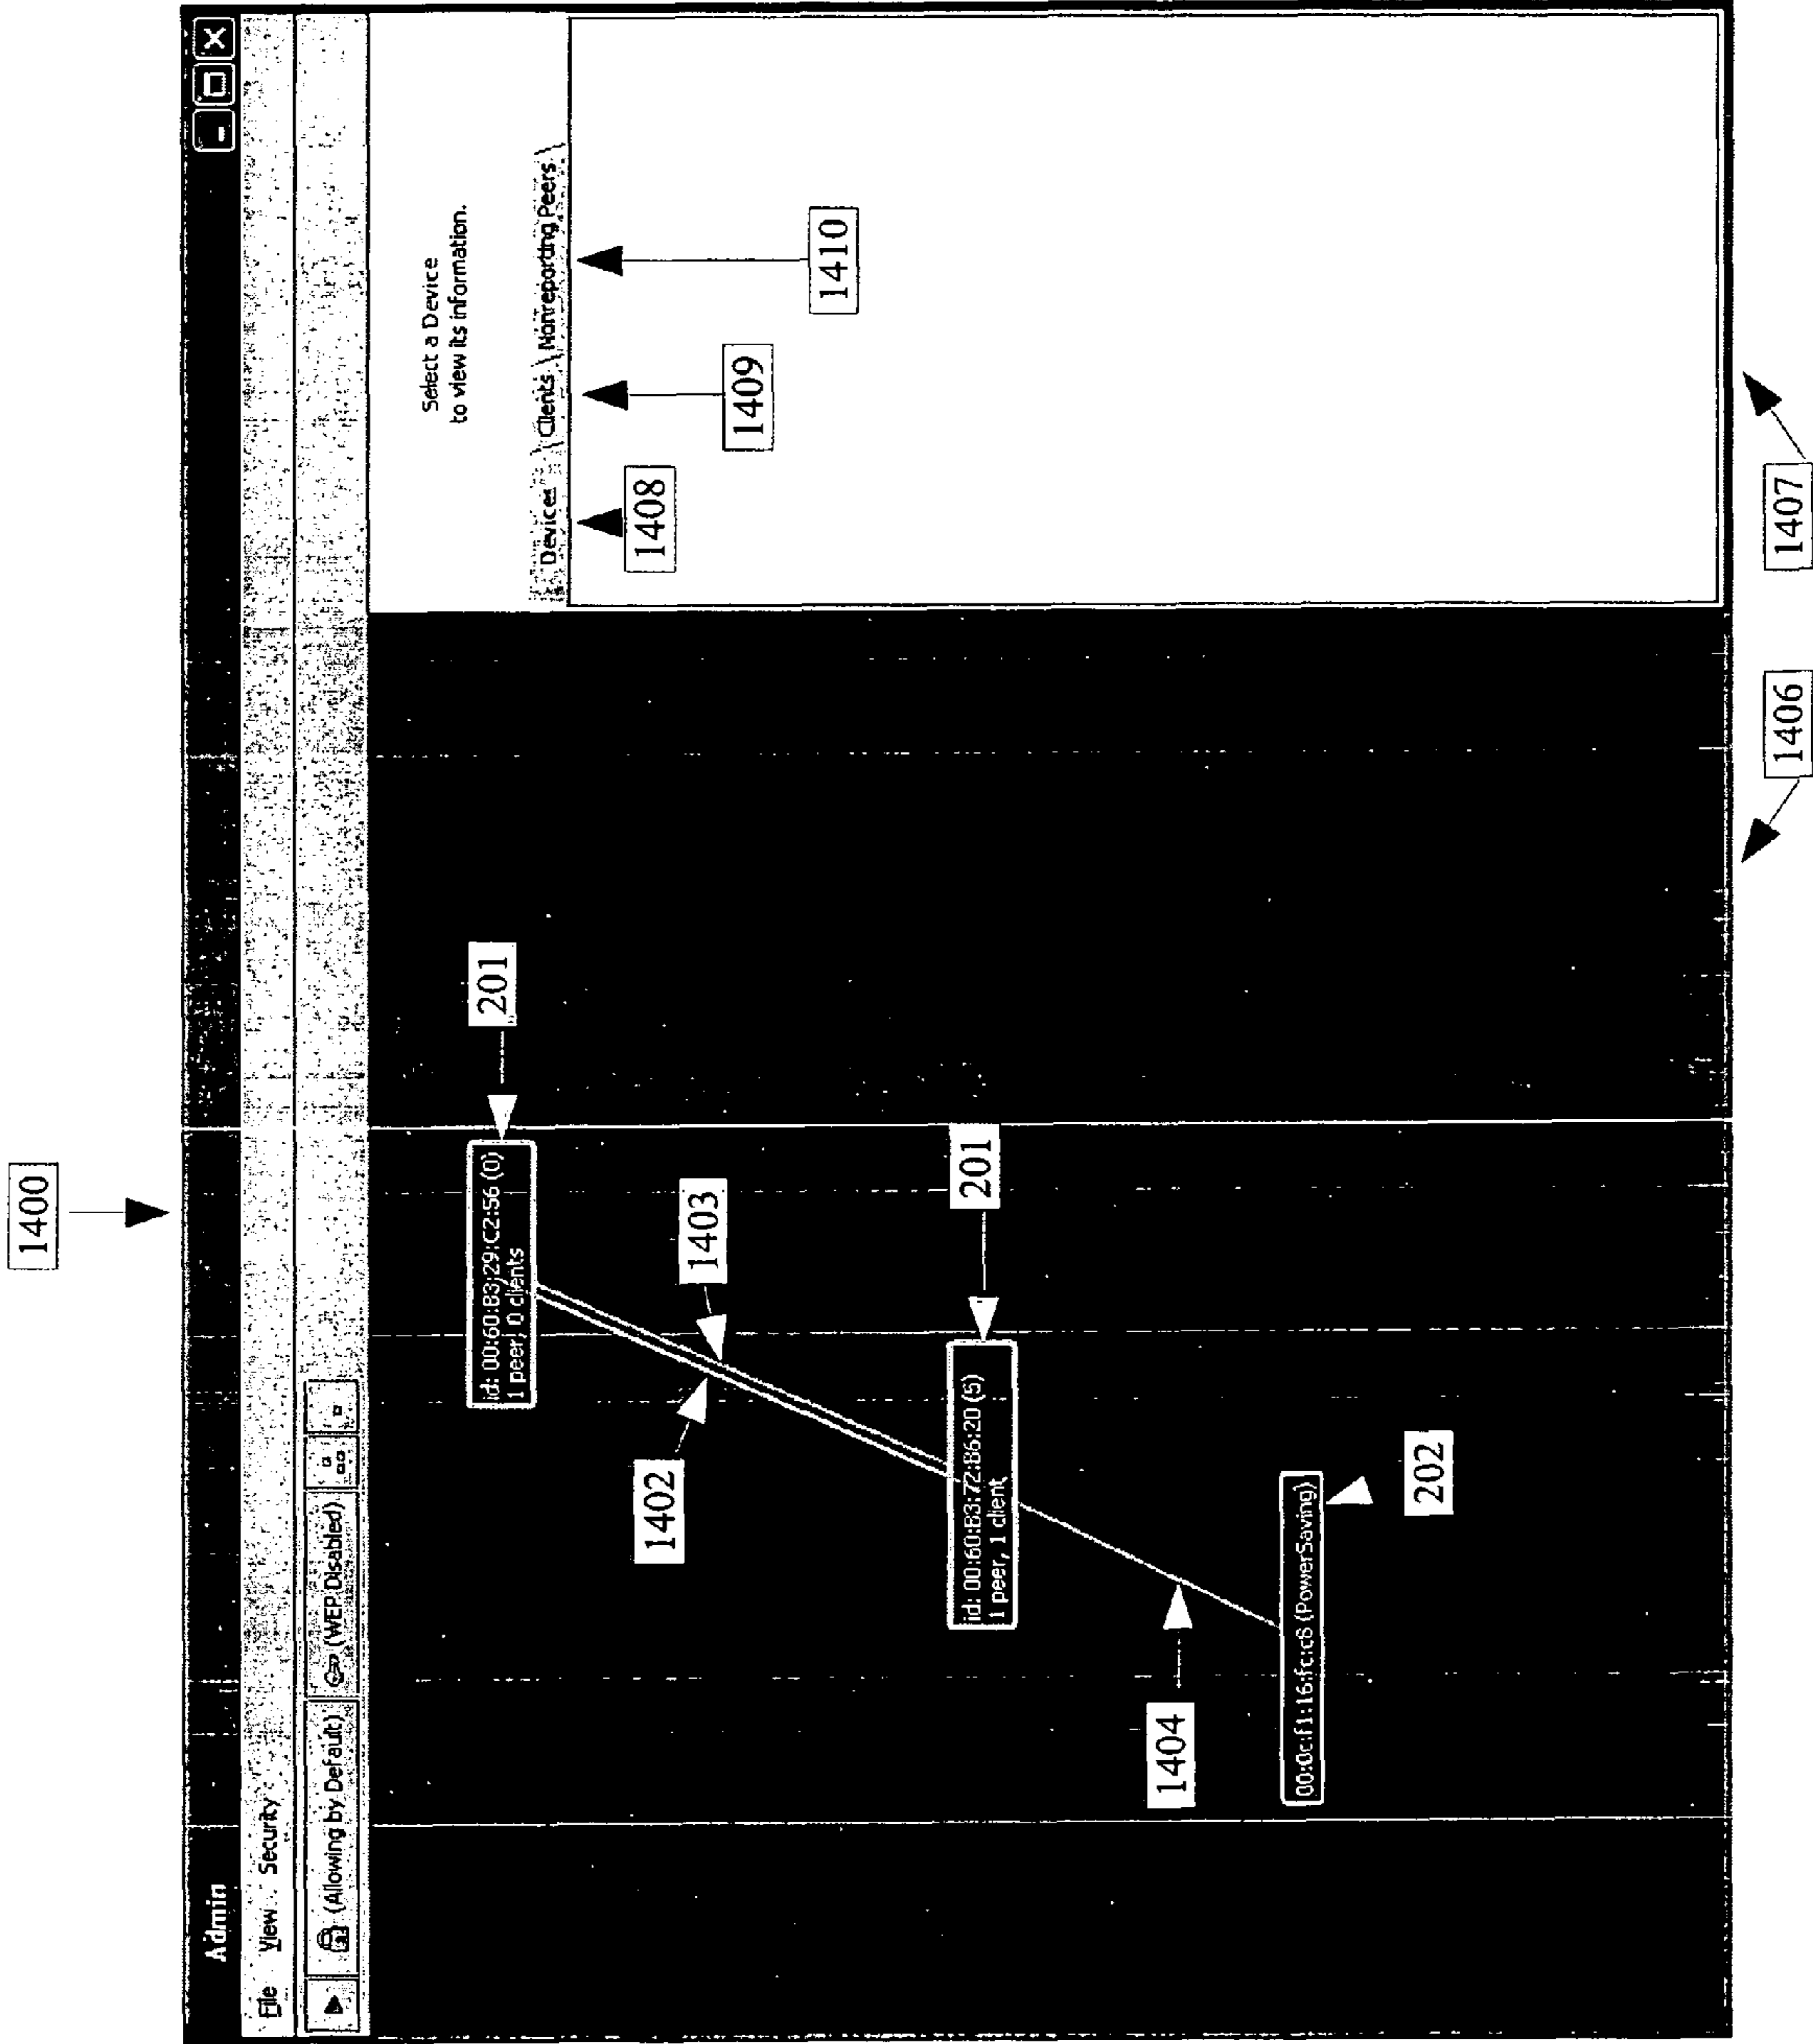 1400
Admin
File View Security
(Allowing by Default) (WEP Disabled)
Select a Device
to view its information.
Devices Clients Nonreporting Peers
1408
1409
1410
id: 00:60:B3:29:C2:56 (0)
1 peer, 0 clients
201
1402
1403
id: 00:60:B3:72:B6:20 (5)
1 peer, 1 client
201
1404
00:0c:f1:16:fc:c8 (PowerSaving)
202
1406
1407